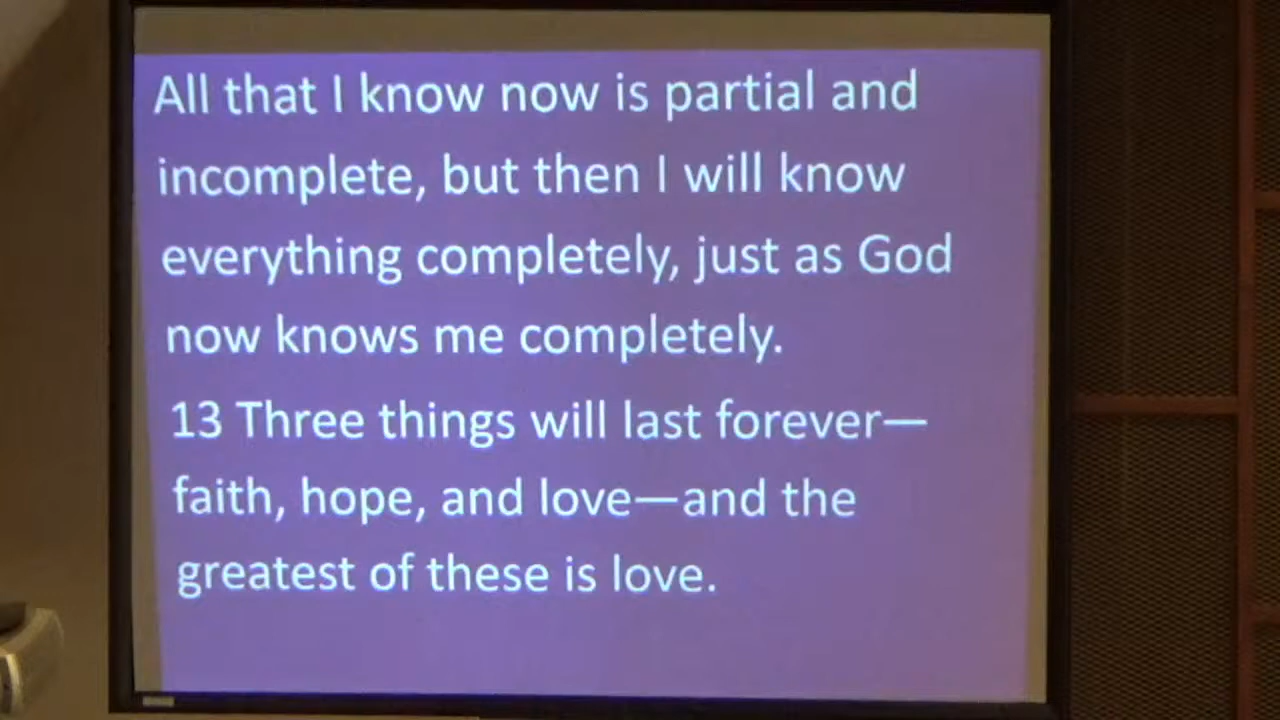 All that I know now is partial and
incomplete, but then I will know
everything completely, just as God
now knows me completely.
13 Three things will last forever—
faith, hope, and love—and the
greatest of these is love.